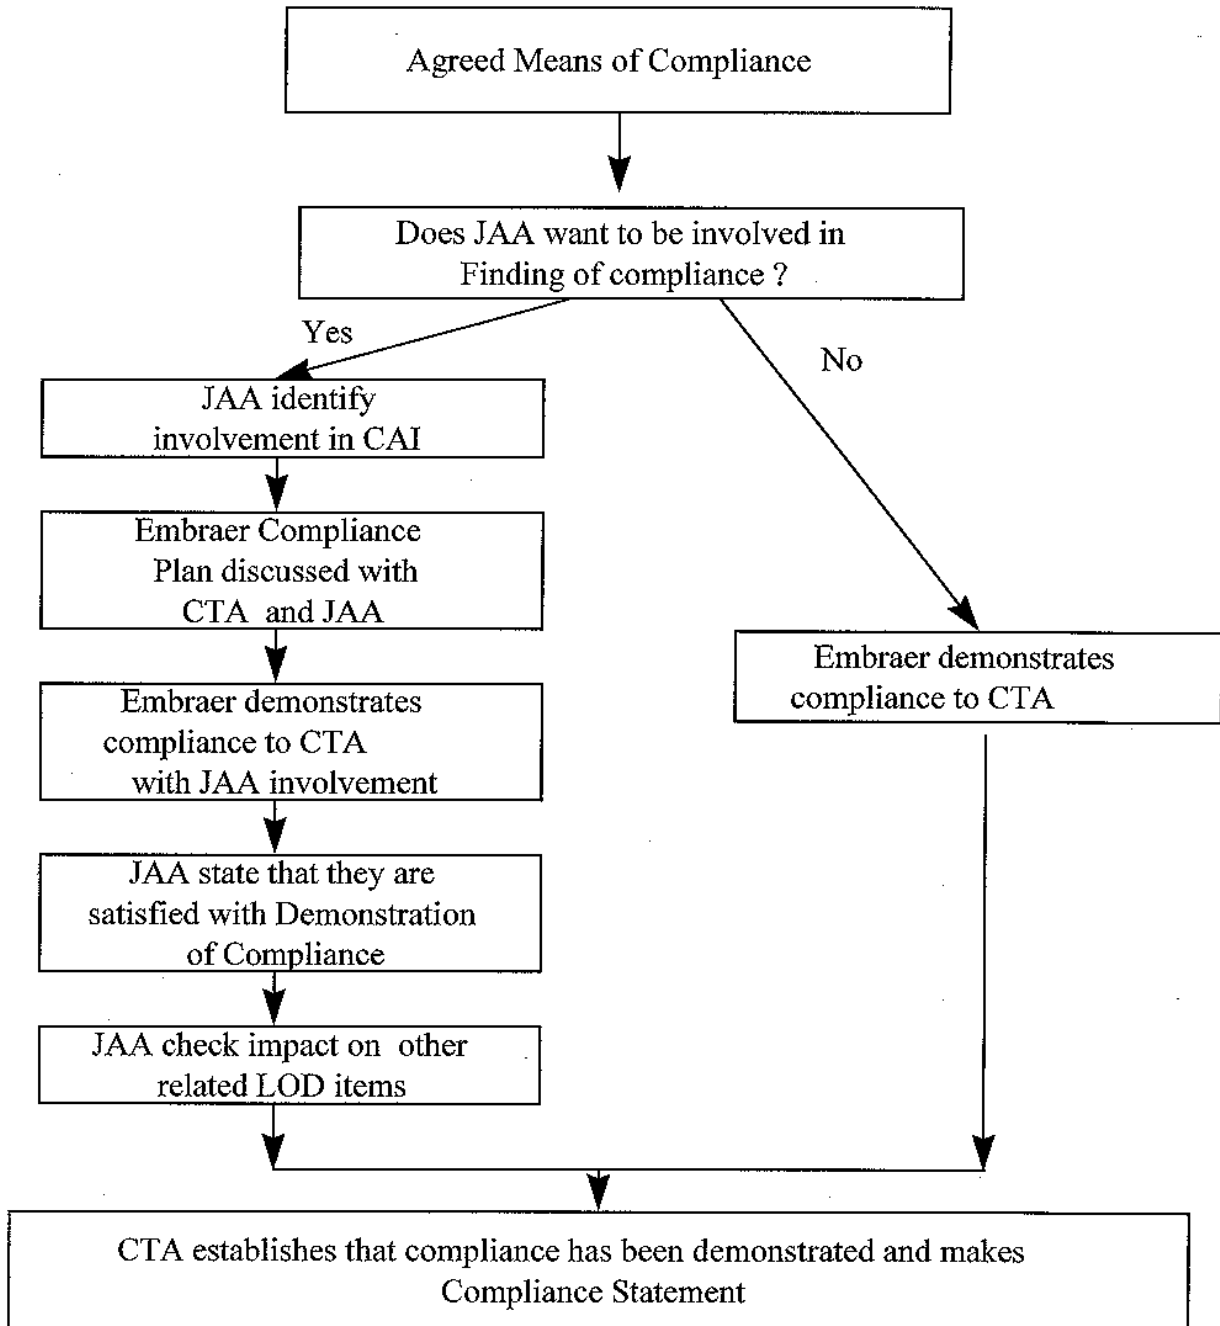 Agreed Means of Compliance
Does JAA want to be involved in
Finding of compliance ?
Yes
No
JAA identify
involvement in CAI
Embraer Compliance
Plan discussed with
CTA and JAA
Embraer demonstrates
compliance to CTA
Embraer demonstrates
compliance to CTA
with JAA involvement
JAA state that they are
satisfied with Demonstration
of Compliance
JAA check impact on other
related LOD items
CTA establishes that compliance has been demonstrated and makes
Compliance Statement